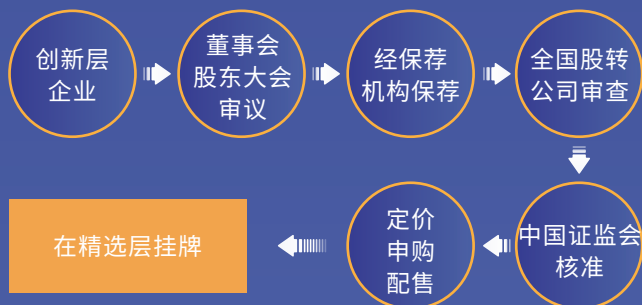 创新层
企业
董事会
股东大会
审议
经保荐
机构保荐
全国股转
公司审查
中国证监会
核准
定价
申购
配售
在精选层挂牌